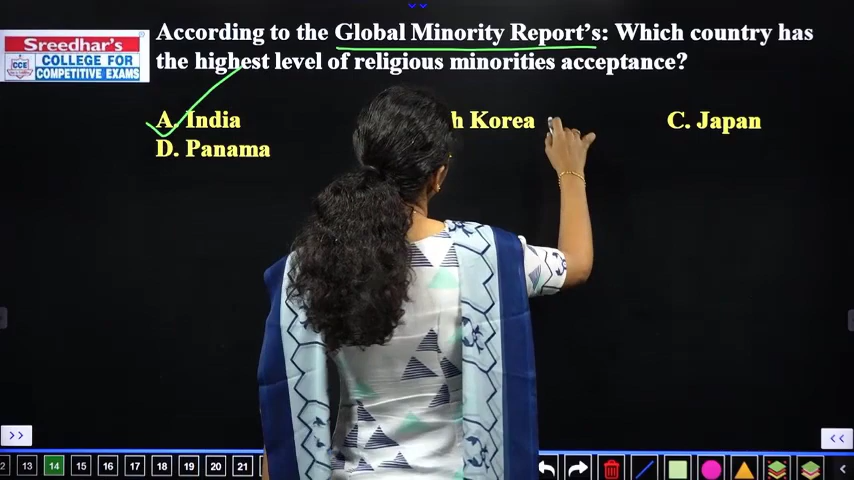 According to the Global Minority Report's: Which country has
the highest level of religious minorities acceptance?
Sreedhar's
CCE
COLLEGE FOR
COMPETITIVE EXAMS
A. India
h Korea
C. Japan
D. Panama
>>
<<
2 13 14 15 16 17 18 19 20 21